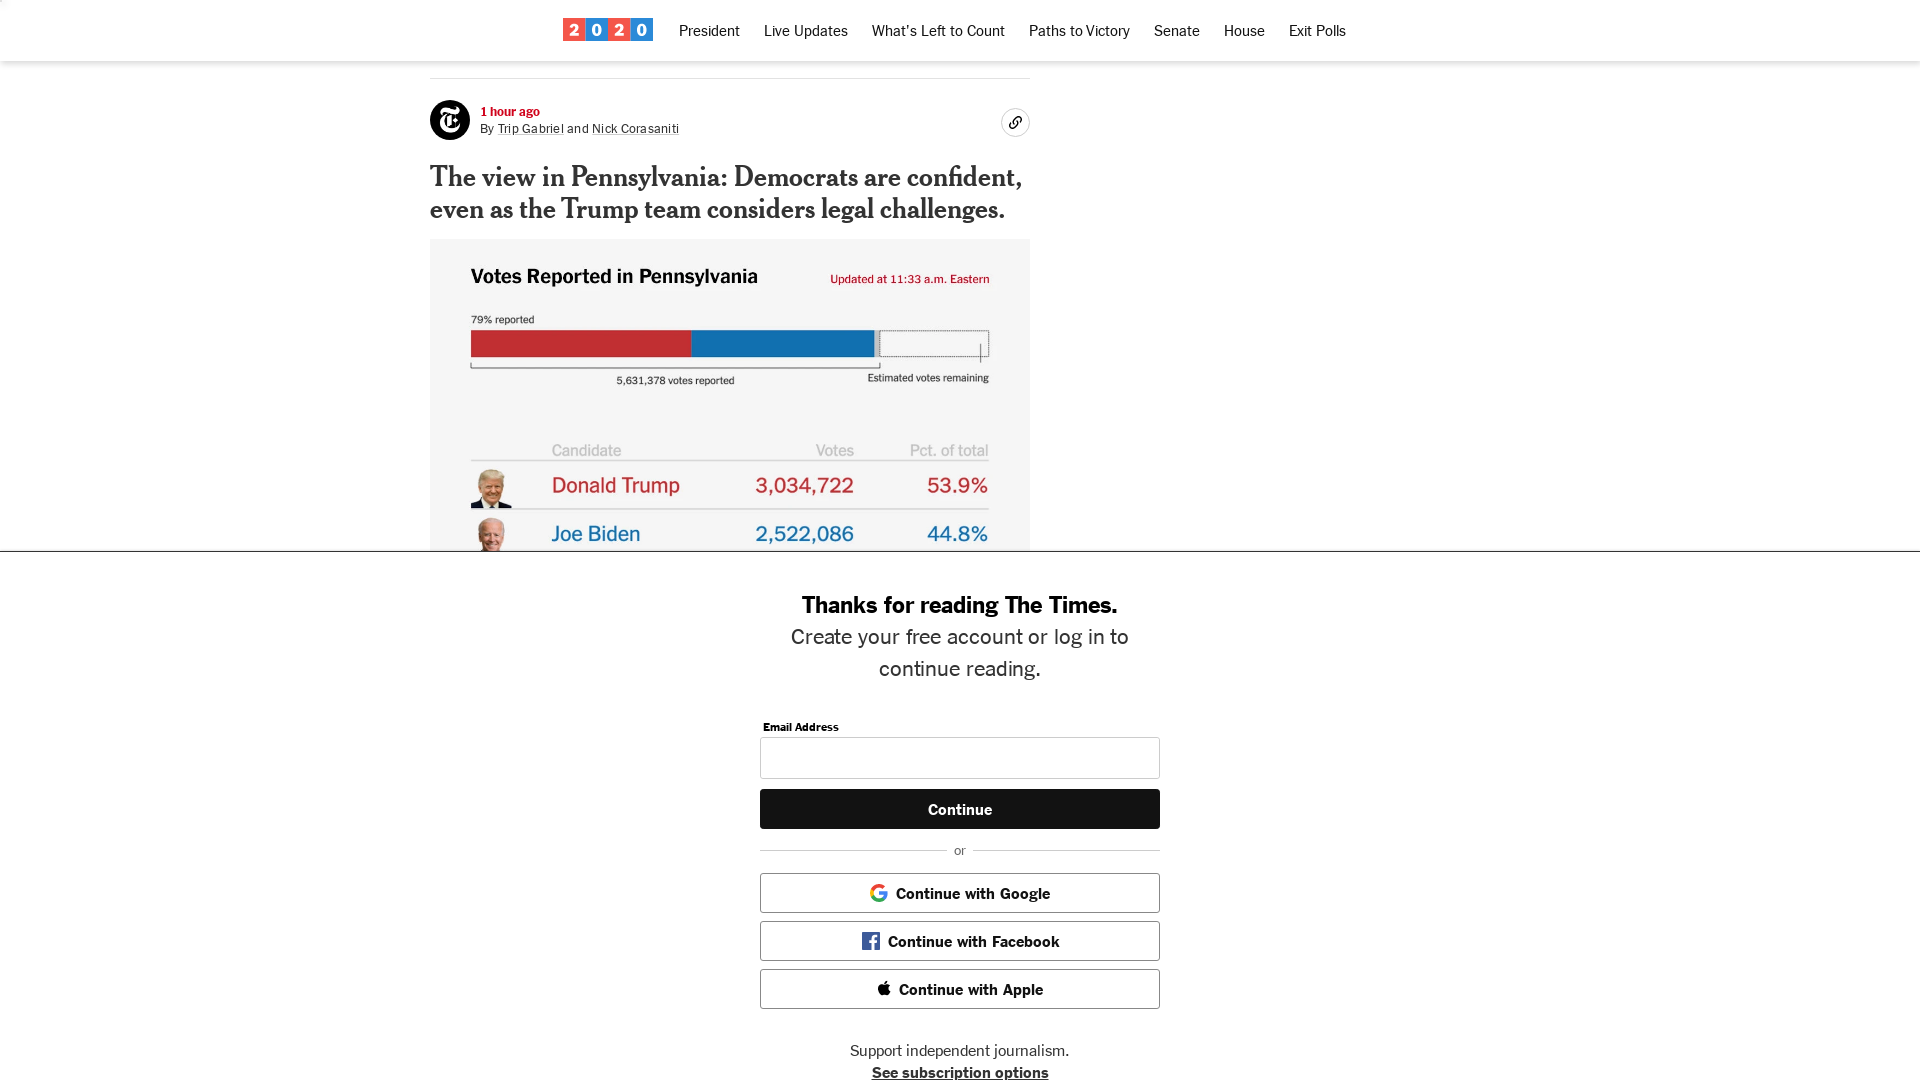 2020 President Live Updates What's Left to Count Paths to Victory Senate House Exit Polls
1 hour ago
By Trip Gabriel and Nick Corasaniti
The view in Pennsylvania: Democrats are confident,
even as the Trump team considers legal challenges.
Votes Reported in Pennsylvania Updated at 11:33 a.m. Eastern
79% reported
5,631,378 votes reported Estimated votes remaining
Candidate Votes Pct. of total
Donald Trump 3,034,722 53.9%
Joe Biden 2,522,086 44.8%
Thanks for reading The Times.
Create your free account or log in to
continue reading.
Email Address
Continue
or
Continue with Google
Continue with Facebook
Continue with Apple
Support independent journalism.
See subscription options